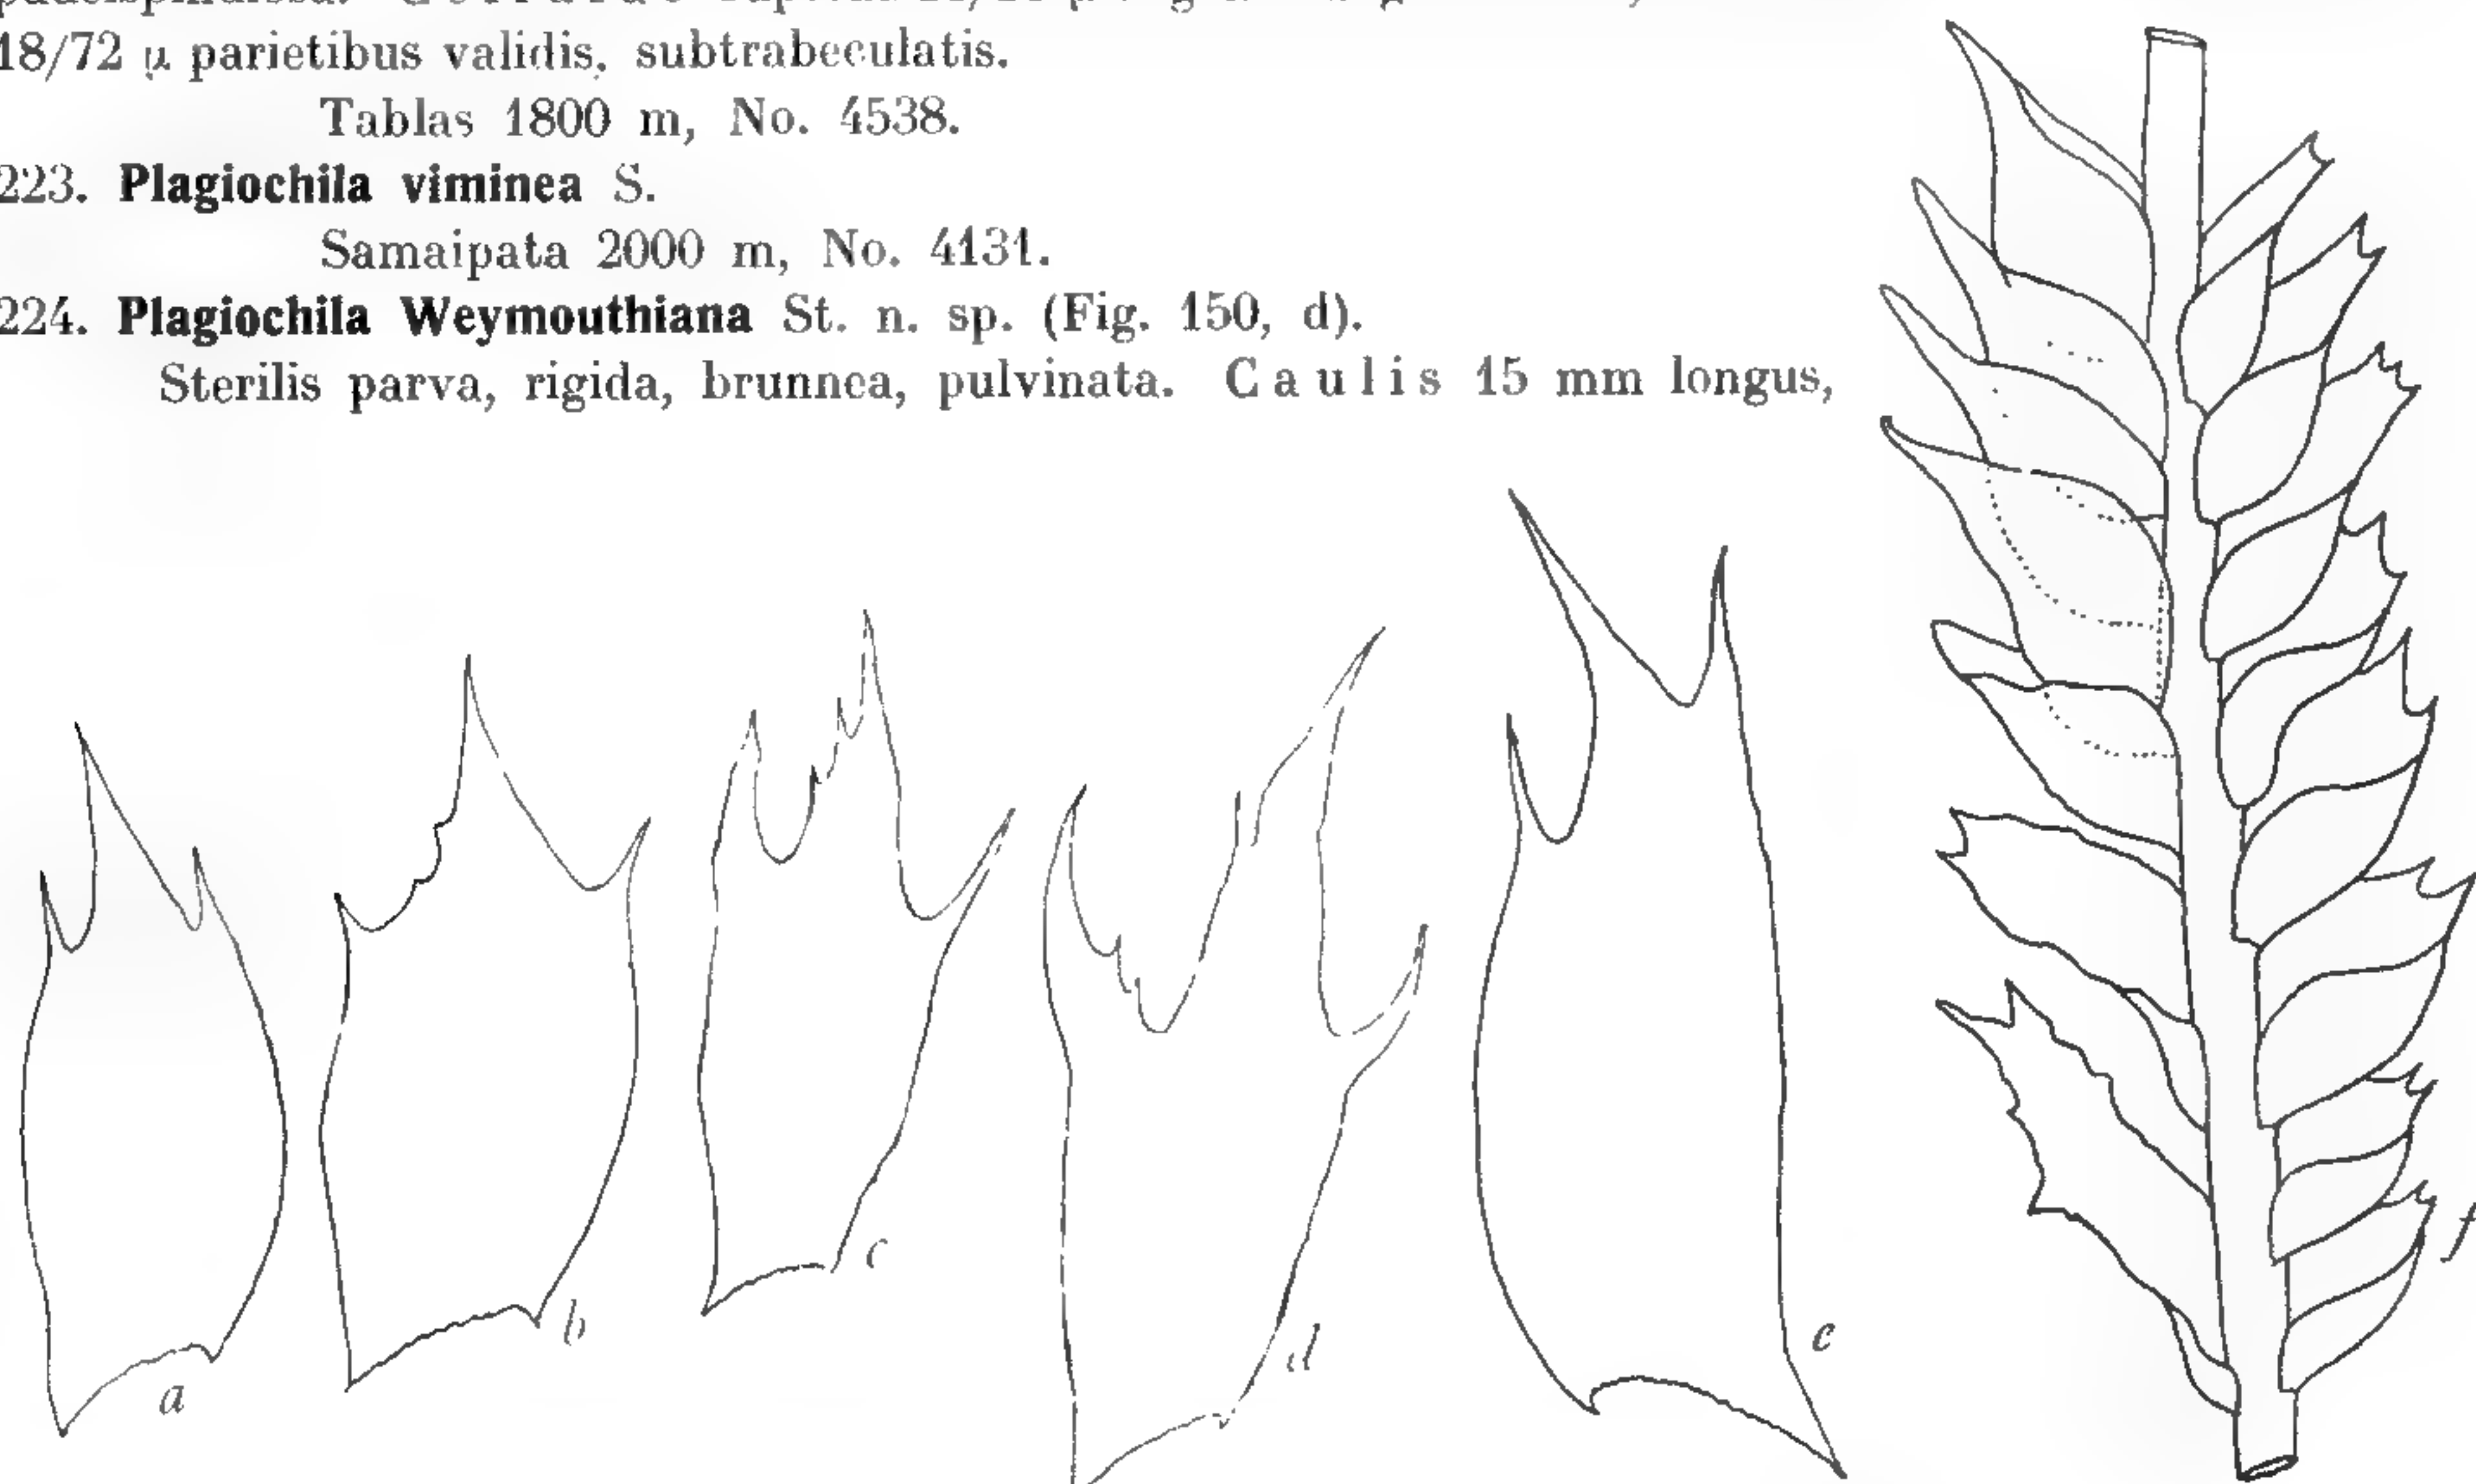 18/72 µ parietibus validis, subtrabeculatis.
Tablas 1800 m, No. 4538.
223. Plagiochila viminea S.
Samaipata 2000 m, No. 4131.
224. Plagiochila Weymouthiana St. n. sp. (Fig. 150, d).
Sterilis parva, rigida, brunnea, pulvinata. Caulis 15 mm longus,
a
b
c
d
e
f